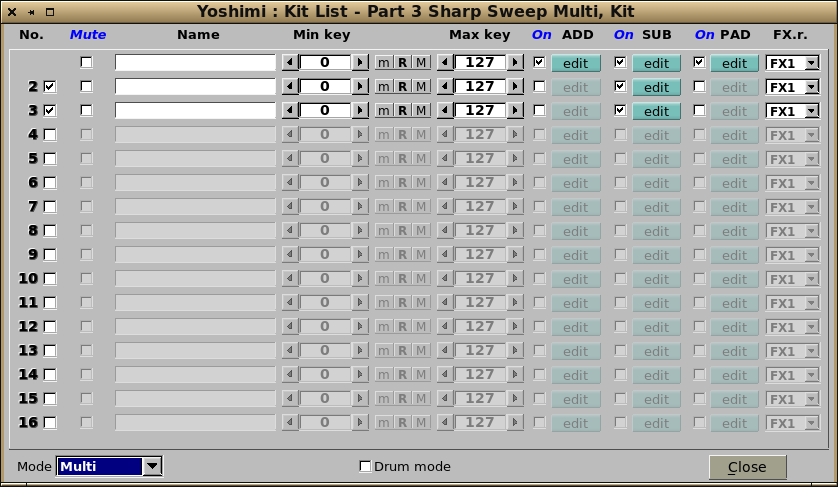 Yoshimi : Kit List - Part 3 Sharp Sweep Multi, Kit
No. Mute Name Min key Max key On ADD On SUB On PAD FX.r.
0 m R M 127 edit edit edit FX1
2 0 m R M 127 edit edit edit FX1
3 0 m R M 127 edit edit edit FX1
4 0 m R M 127 edit edit edit FX1
5 0 m R M 127 edit edit edit FX1
6 0 m R M 127 edit edit edit FX1
7 0 m R M 127 edit edit edit FX1
8 0 m R M 127 edit edit edit FX1
9 0 m R M 127 edit edit edit FX1
10 0 m R M 127 edit edit edit FX1
11 0 m R M 127 edit edit edit FX1
12 0 m R M 127 edit edit edit FX1
13 0 m R M 127 edit edit edit FX1
14 0 m R M 127 edit edit edit FX1
15 0 m R M 127 edit edit edit FX1
16 0 m R M 127 edit edit edit FX1
Mode Multi Drum mode Close